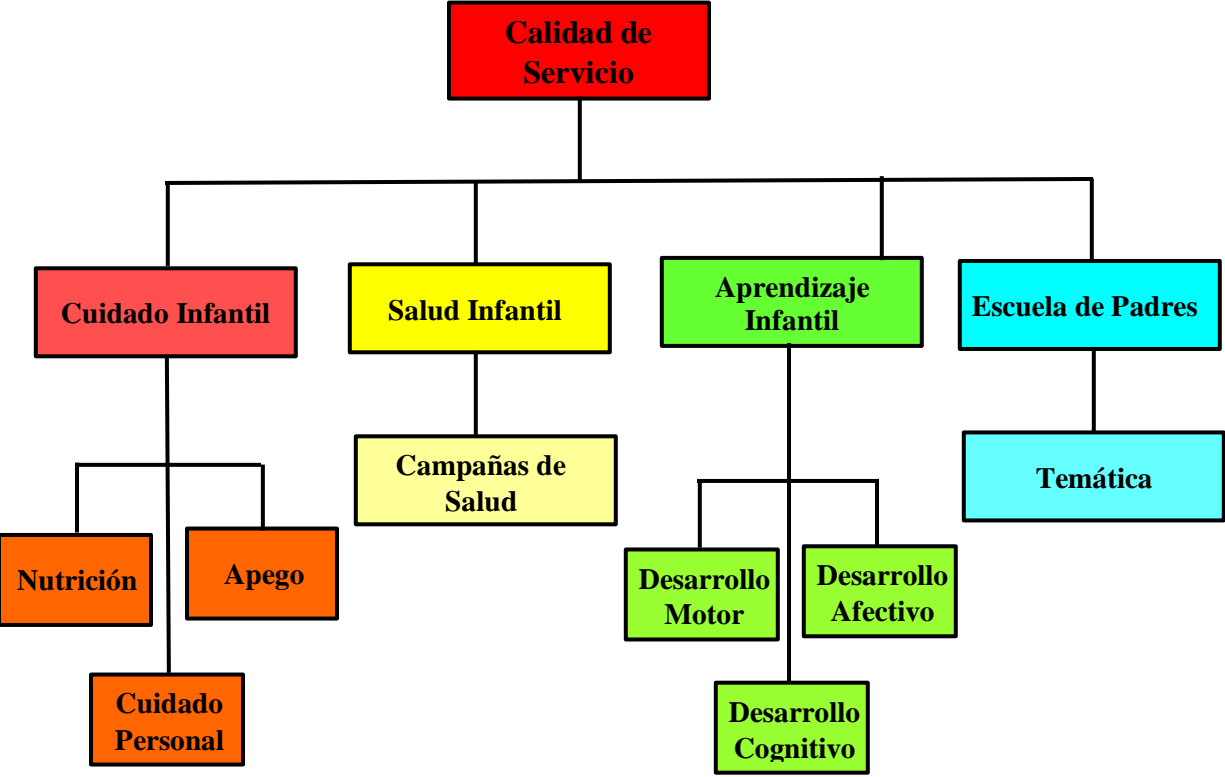 Calidad de
Servicio
Cuidado Infantil
Salud Infantil
Aprendizaje
Infantil
Escuela de Padres
Campañas de
Salud
Temática
Nutrición
Apego
Desarrollo
Motor
Desarrollo
Afectivo
Cuidado
Personal
Desarrollo
Cognitivo